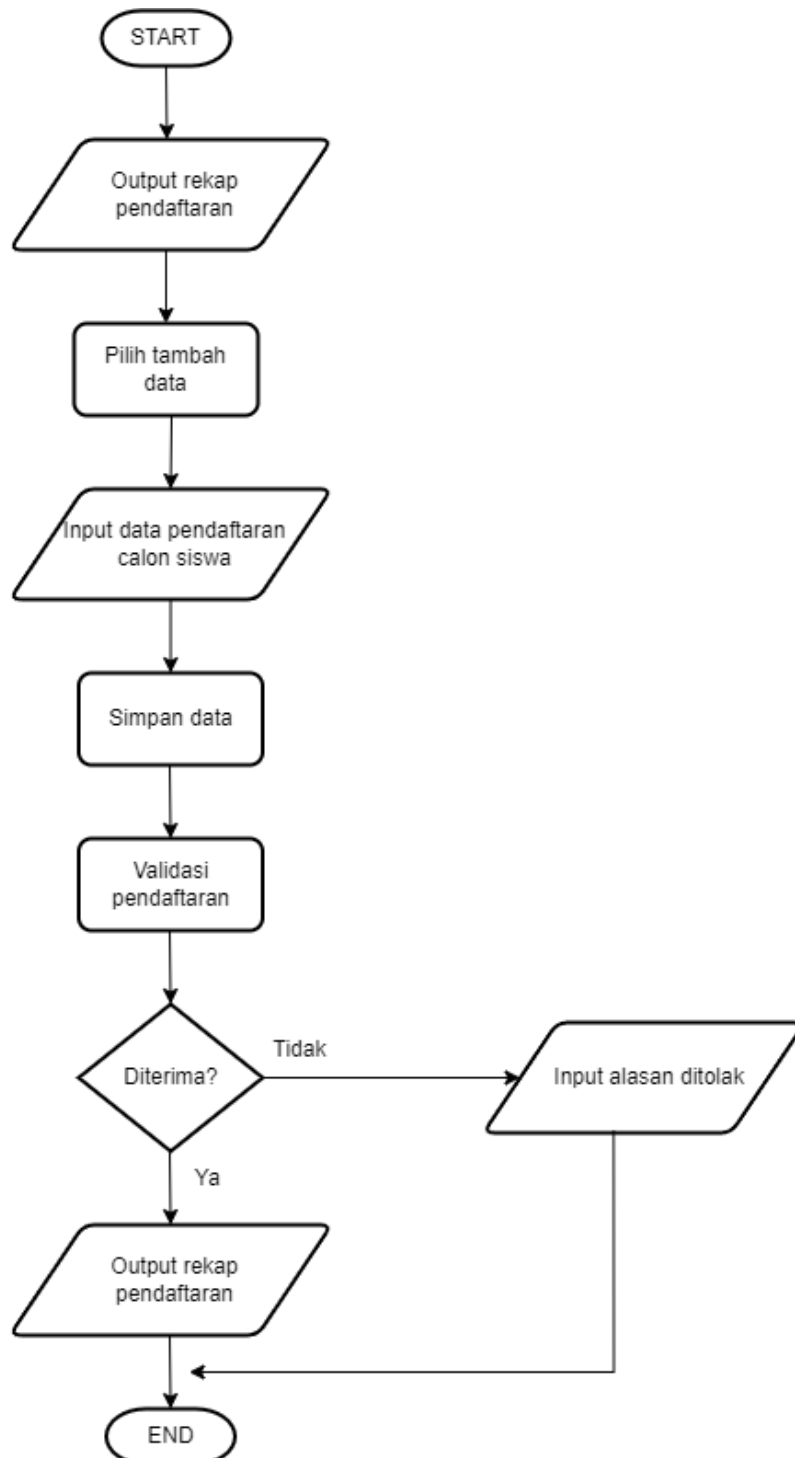 START
Output rekap
pendaftaran
Pilih tambah
data
Input data pendaftaran
calon siswa
Simpan data
Validasi
pendaftaran
Diterima?
Tidak
Input alasan ditolak
Ya
Output rekap
pendaftaran
END